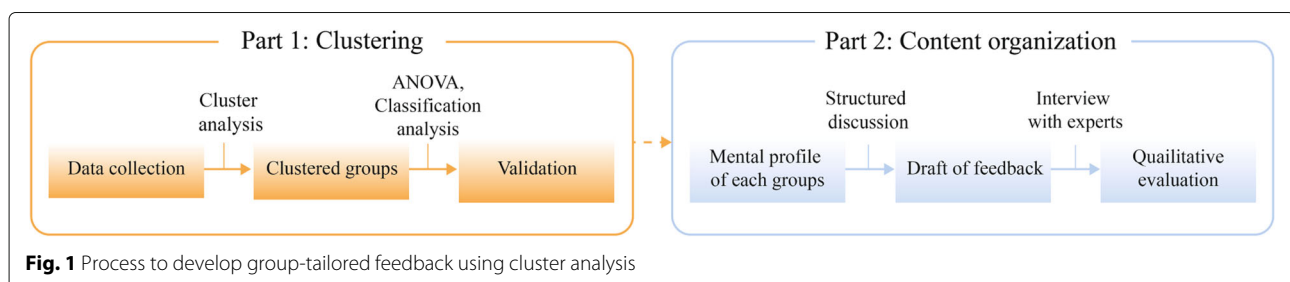 Part 1: Clustering
Cluster
analysis
ANOVA,
Classification
analysis
Data collection
Clustered groups
Validation
Part 2: Content organization
Structured
discussion
Interview
with experts
Mental profile
of each groups
Draft of feedback
Quailitative
evaluation
Fig. 1 Process to develop group-tailored feedback using cluster analysis